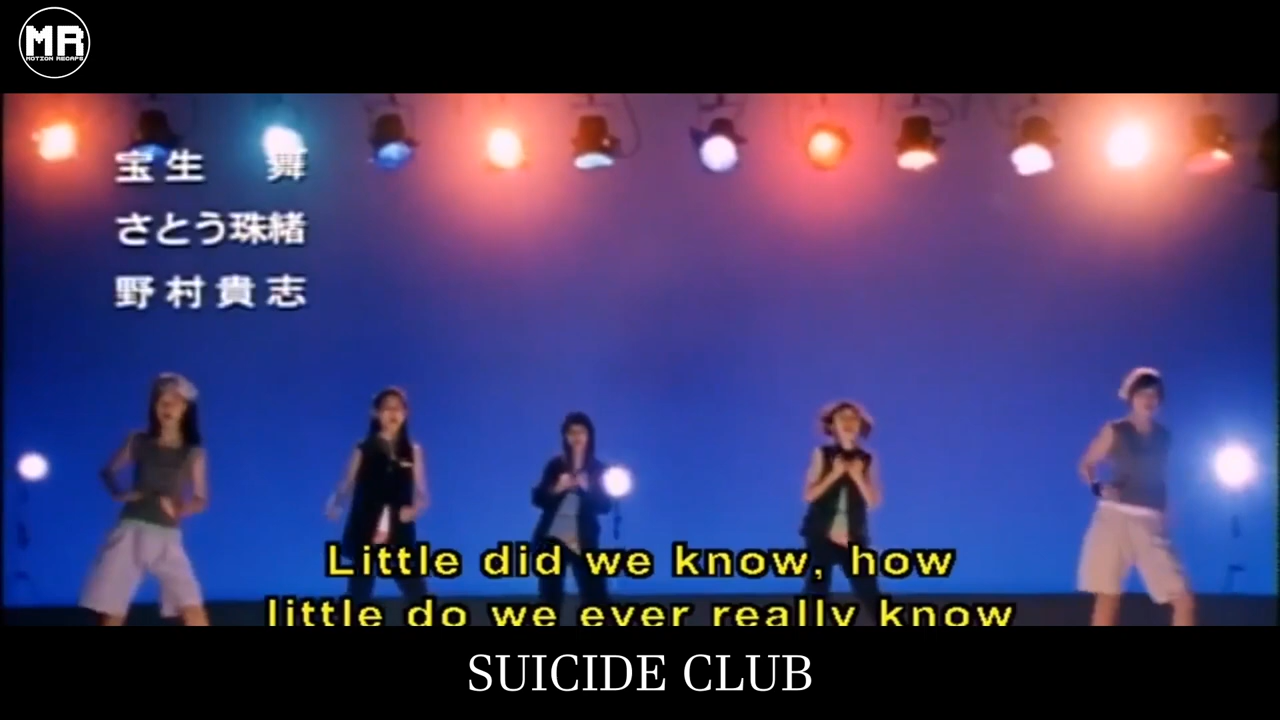 MR
MOTION RECAPS
宝生 舞
さとう珠緒
野村貴志
Little did we know, how
little do we ever really know
SUICIDE CLUB